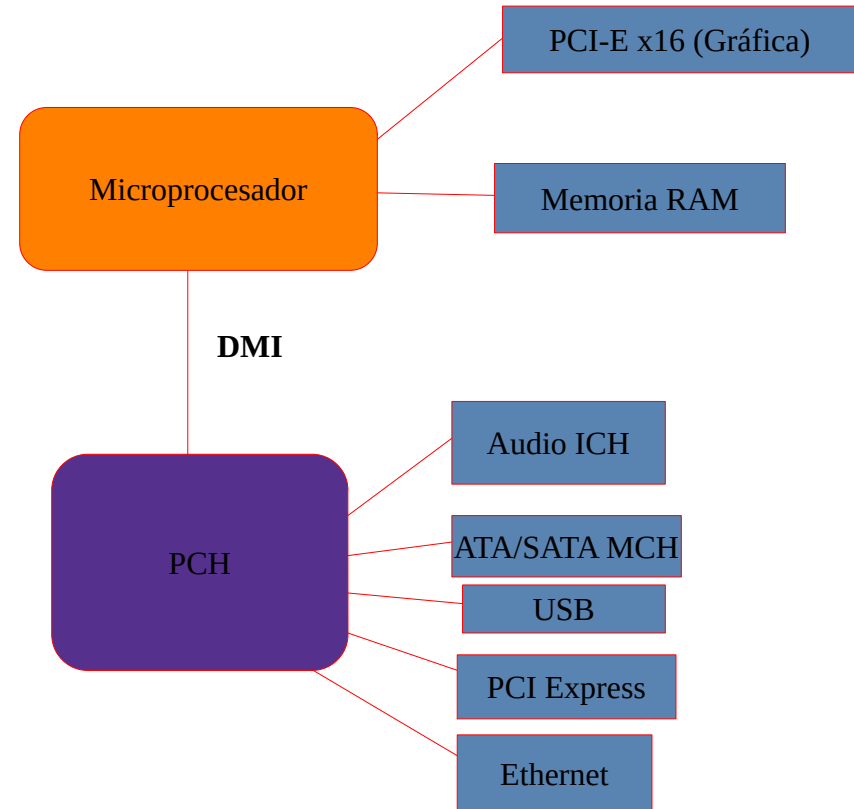 PCI-E x16 (Gráfica)
Microprocesador
Memoria RAM
DMI
Audio ICH
ATA/SATA MCH
PCH
USB
PCI Express
Ethernet